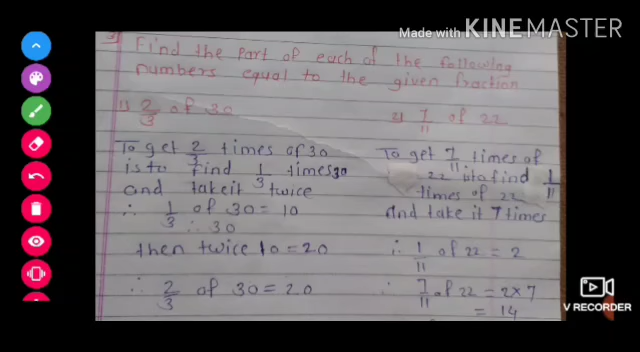 Made with KINEMASTER
3) Find the part of each of the following
numbers equal to the given fraction
1) 2/3 of 30
2) 7/11 of 22
To get 2/3 times of 30
is to find 1/3 times 30
and take it twice
∴ 1/3 of 30 = 10
∴ 30
then twice 10 = 20
∴ 2/3 of 30 = 20
To get 7/11 times of
22 is to find 1/11
times of 22
And take it 7 times
∴ 1/11 of 22 = 2
∴ 7/11 of 22 = 2×7
= 14
V RECORDER